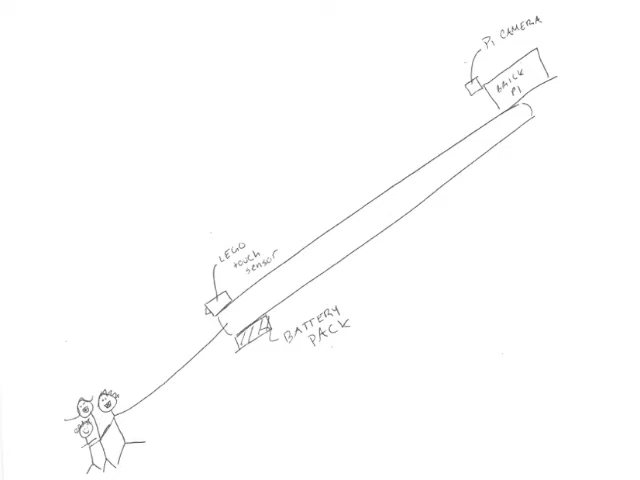 Pi CAMERA
BRICK
PI
LEGO
touch
sensor
BATTERY
PACK